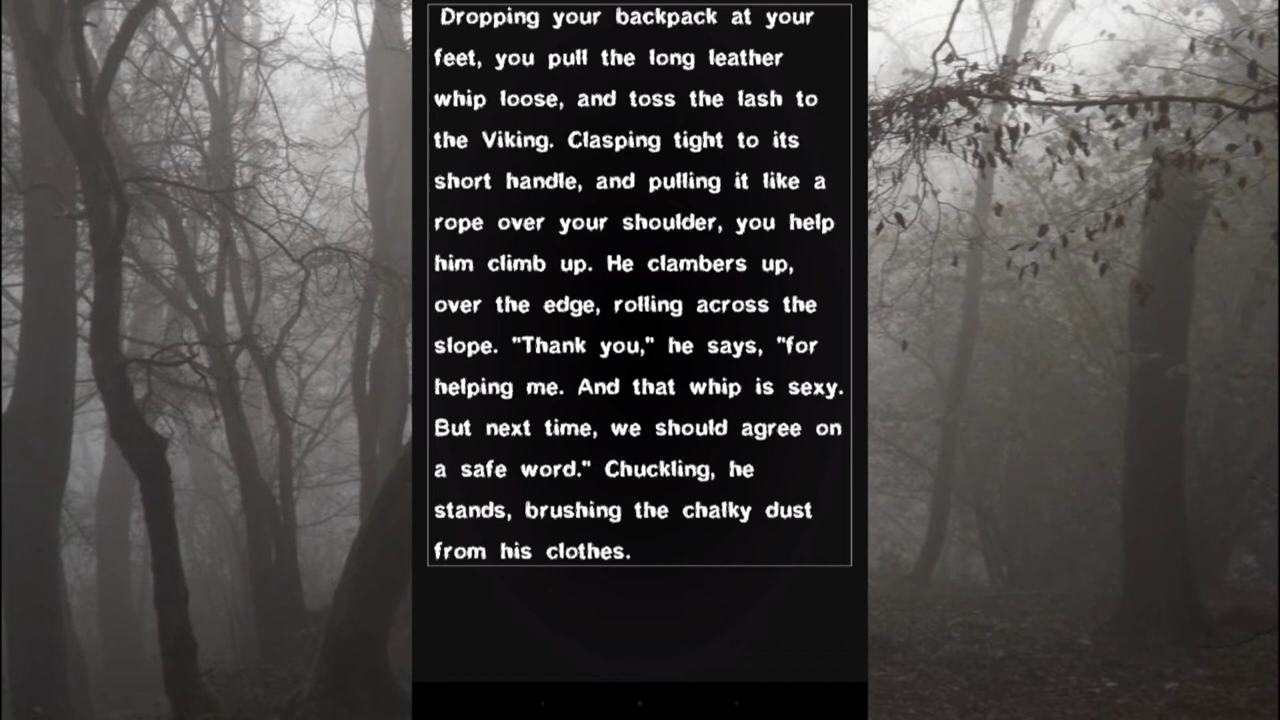 Dropping your backpack at your
feet, you pull the long leather
whip loose, and toss the lash to
the Viking. Clasping tight to its
short handle, and pulling it like a
rope over your shoulder, you help
him climb up. He clambers up,
over the edge, rolling across the
slope. "Thank you," he says, "for
helping me. And that whip is sexy.
But next time, we should agree on
a safe word." Chuckling, he
stands, brushing the chalky dust
from his clothes.